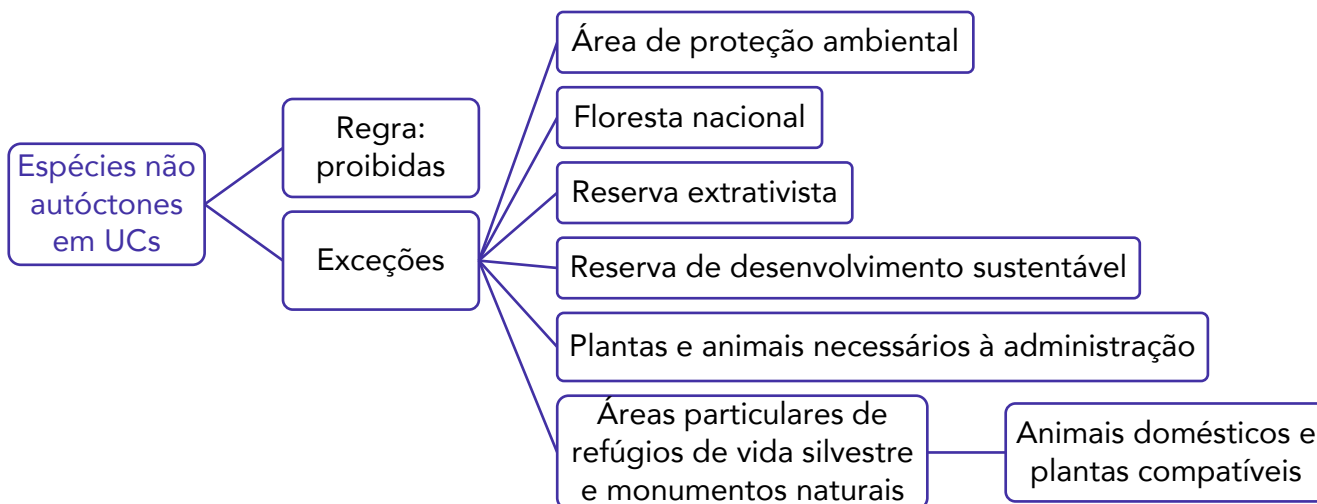 Espécies não
autóctones
em UCs
Regra:
proibidas
Exceções
Área de proteção ambiental
Floresta nacional
Reserva extrativista
Reserva de desenvolvimento sustentável
Plantas e animais necessários à administração
Áreas particulares de
refúgios de vida silvestre
e monumentos naturais
Animais domésticos e
plantas compatíveis